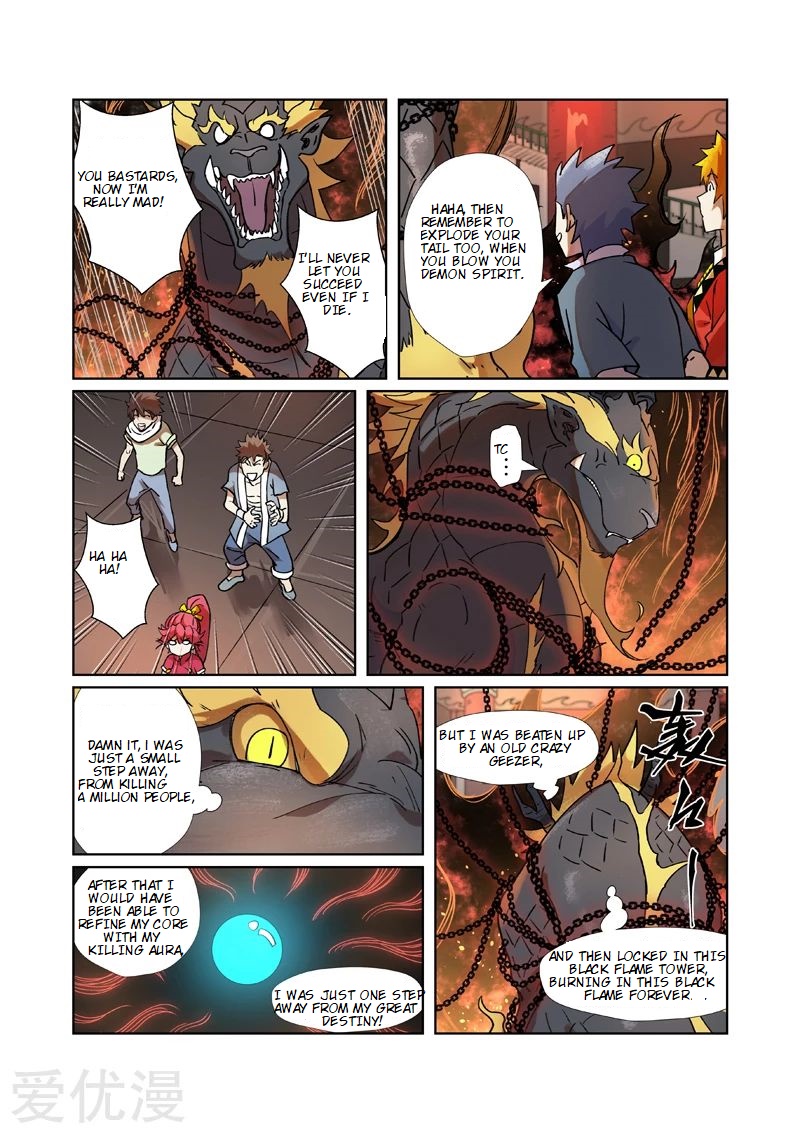 YOU BASTARDS,
NOW I'M
REALLY MAD!
I'LL NEVER
LET YOU
SUCCEED
EVEN IF I
DIE.
HAHA, THEN
REMEMBER TO
EXPLODE YOUR
TAIL TOO, WHEN
YOU BLOW YOU
DEMON SPIRIT.
HA HA
HA!
TC
...
DAMN IT, I WAS
JUST A SMALL
STEP AWAY,
FROM KILLING
A MILLION PEOPLE,
BUT I WAS BEATEN UP
BY AN OLD CRAZY
GEEZER,
轰
AFTER THAT I
WOULD HAVE
BEEN ABLE TO
REFINE MY CORE
WITH MY
KILLING AURA,
I WAS JUST ONE STEP
AWAY FROM MY GREAT
DESTINY!
AND THEN LOCKED IN THIS
BLACK FLAME TOWER,
BURNING IN THIS BLACK
FLAME FOREVER. .
爱优漫